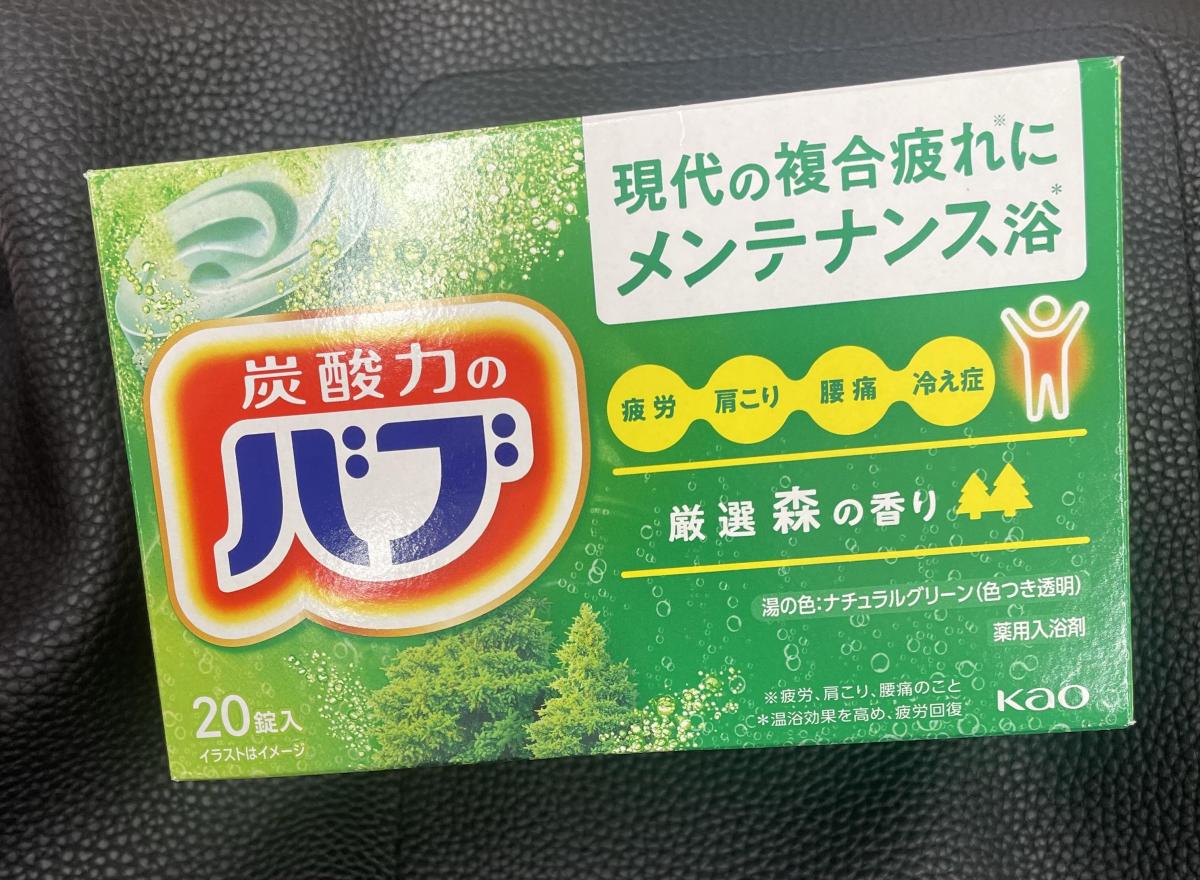 現代の複合疲れ※に
メンテナンス浴*
炭酸力の
バブ
疲労 肩こり 腰痛 冷え症
厳選 森の香り
湯の色:ナチュラルグリーン(色つき透明)
薬用入浴剤
20錠入
イラストはイメージ
※疲労、肩こり、腰痛のこと
*温浴効果を高め、疲労回復
Kao